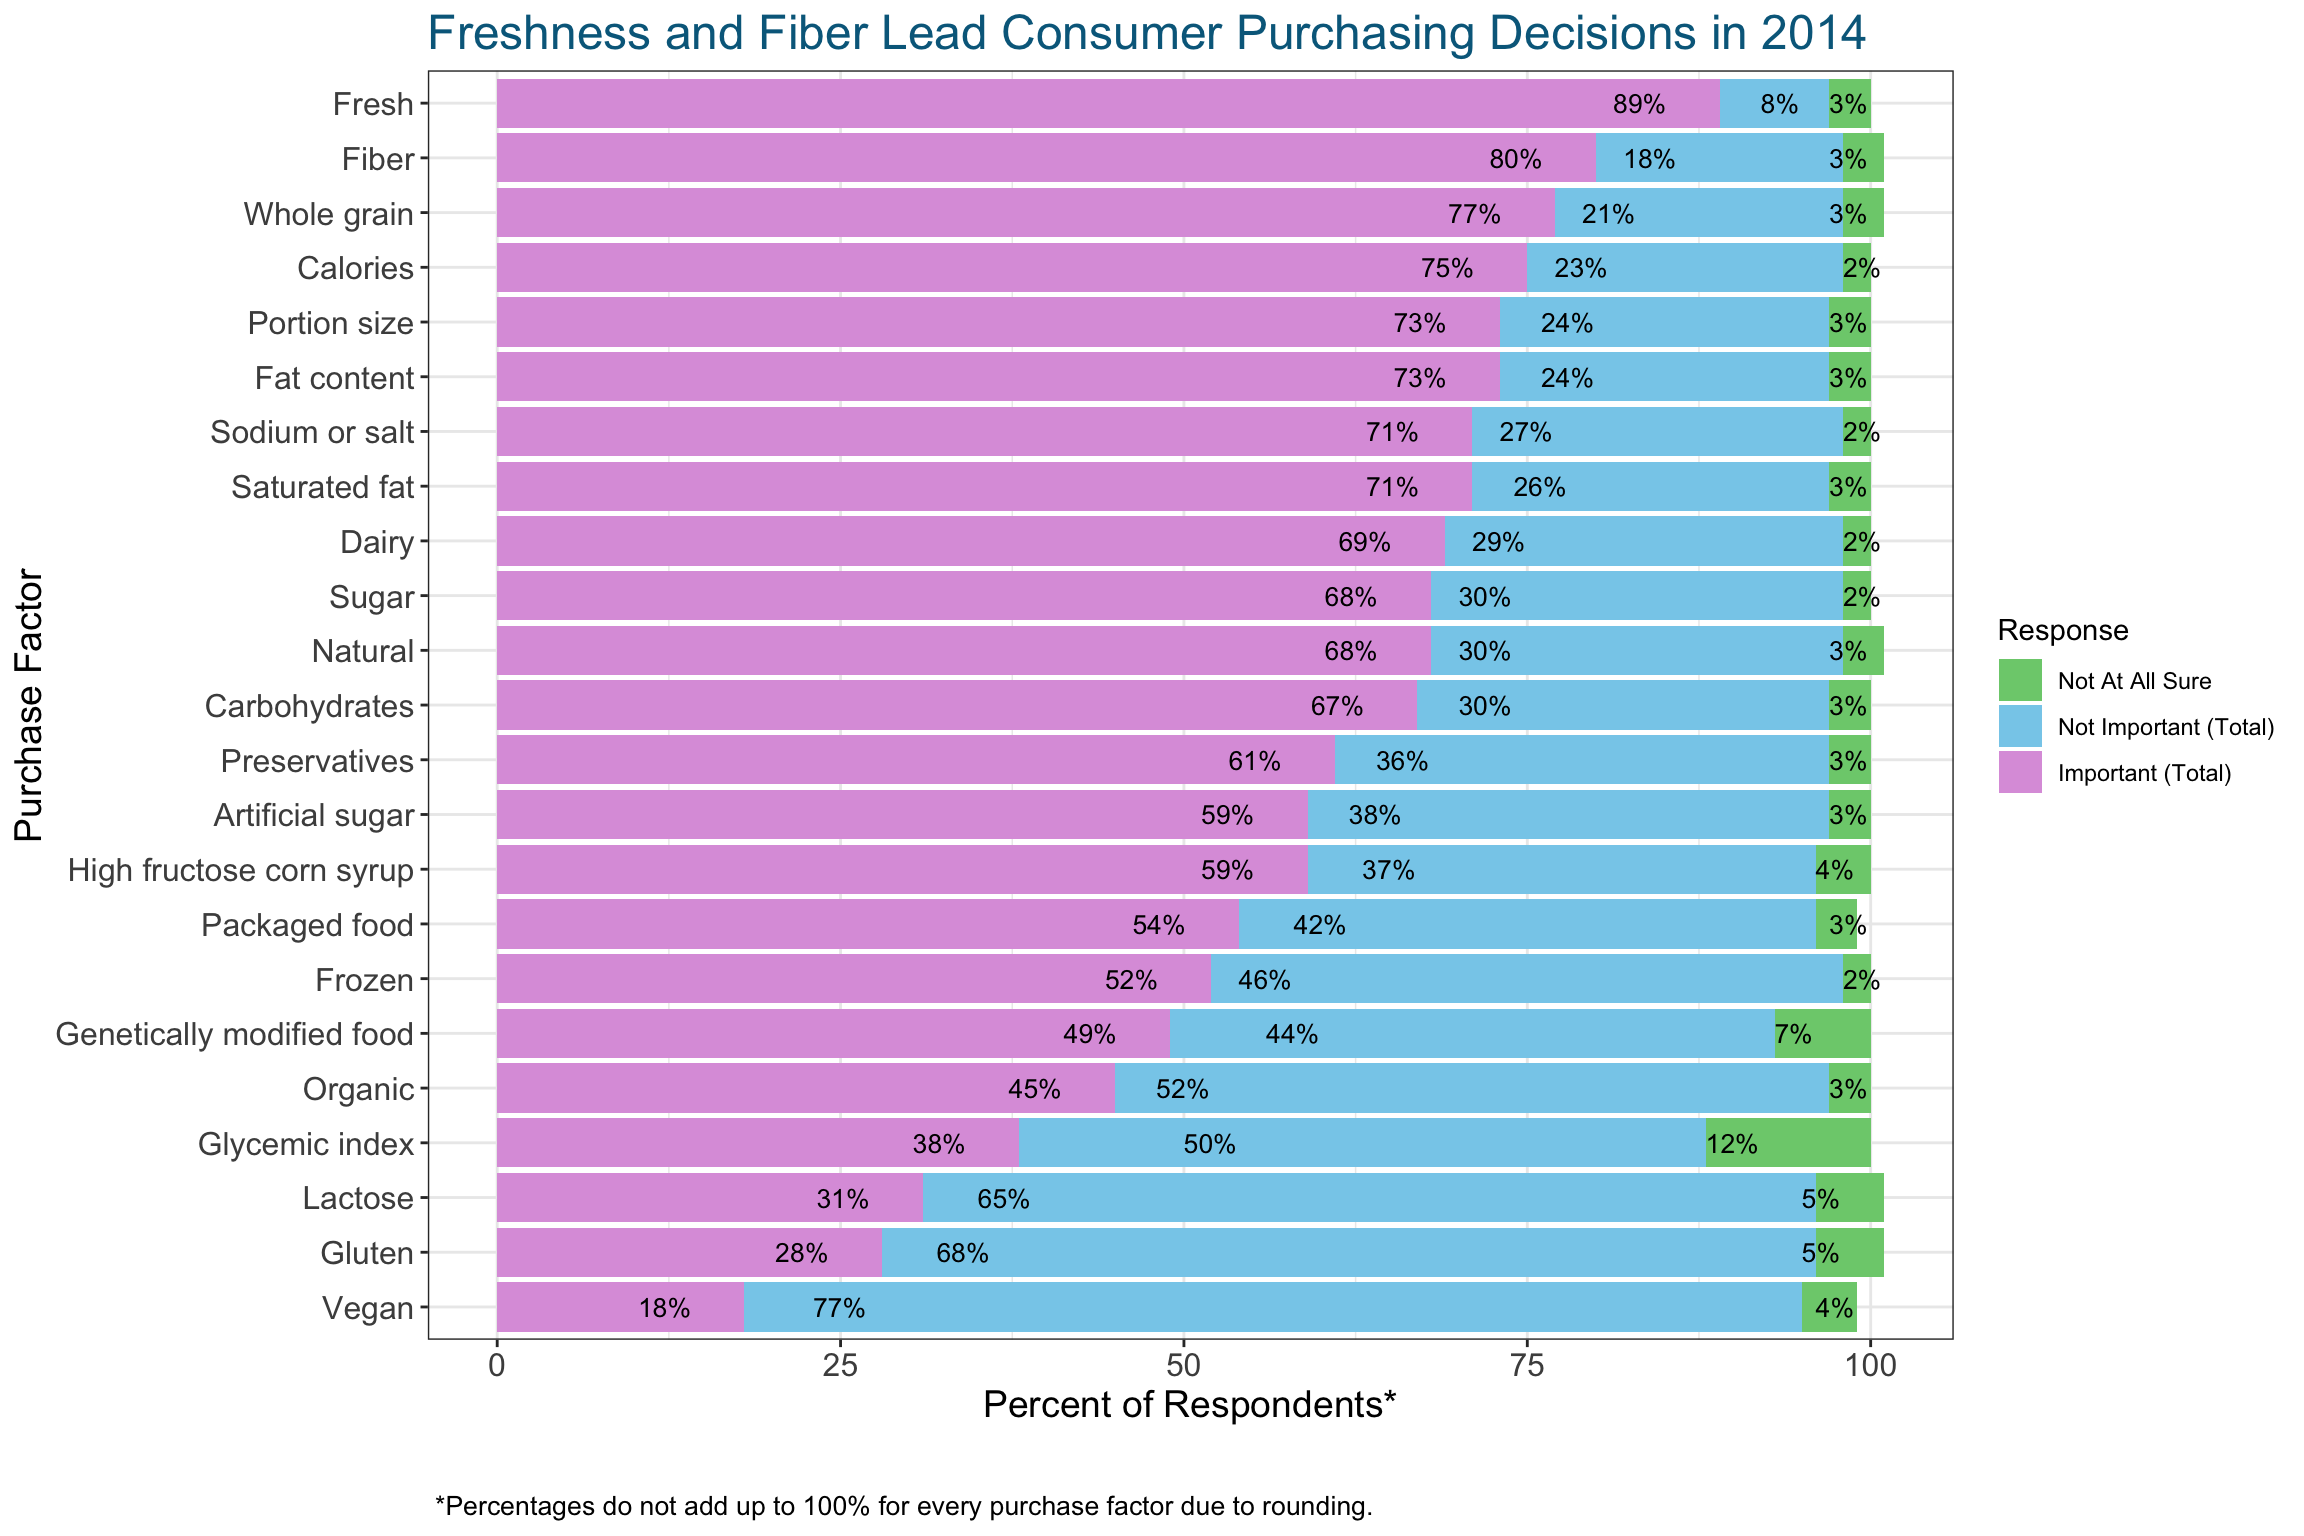 Freshness and Fiber Lead Consumer Purchasing Decisions in 2014
Purchase Factor
Fresh 89% 8% 3%
Fiber 80% 18% 3%
Whole grain 77% 21% 3%
Calories 75% 23% 2%
Portion size 73% 24% 3%
Fat content 73% 24% 3%
Sodium or salt 71% 27% 2%
Saturated fat 71% 26% 3%
Dairy 69% 29% 2%
Sugar 68% 30% 2%
Natural 68% 30% 3%
Carbohydrates 67% 30% 3%
Preservatives 61% 36% 3%
Artificial sugar 59% 38% 3%
High fructose corn syrup 59% 37% 4%
Packaged food 54% 42% 3%
Frozen 52% 46% 2%
Genetically modified food 49% 44% 7%
Organic 45% 52% 3%
Glycemic index 38% 50% 12%
Lactose 31% 65% 5%
Gluten 28% 68% 5%
Vegan 18% 77% 4%
0 25 50 75 100
Percent of Respondents*
Response
Not At All Sure
Not Important (Total)
Important (Total)
*Percentages do not add up to 100% for every purchase factor due to rounding.